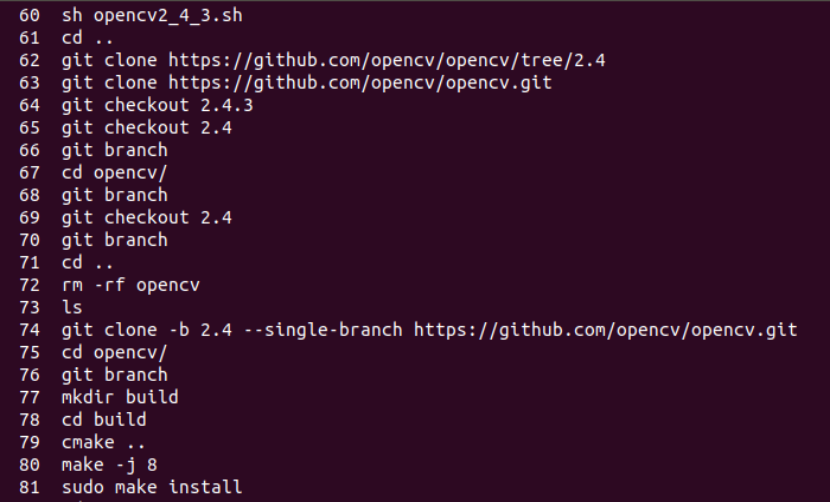 60 sh opencv2_4_3.sh
61 cd ..
62 git clone https://github.com/opencv/opencv/tree/2.4
63 git clone https://github.com/opencv/opencv.git
64 git checkout 2.4.3
65 git checkout 2.4
66 git branch
67 cd opencv/
68 git branch
69 git checkout 2.4
70 git branch
71 cd ..
72 rm -rf opencv
73 ls
74 git clone -b 2.4 --single-branch https://github.com/opencv/opencv.git
75 cd opencv/
76 git branch
77 mkdir build
78 cd build
79 cmake ..
80 make -j 8
81 sudo make install